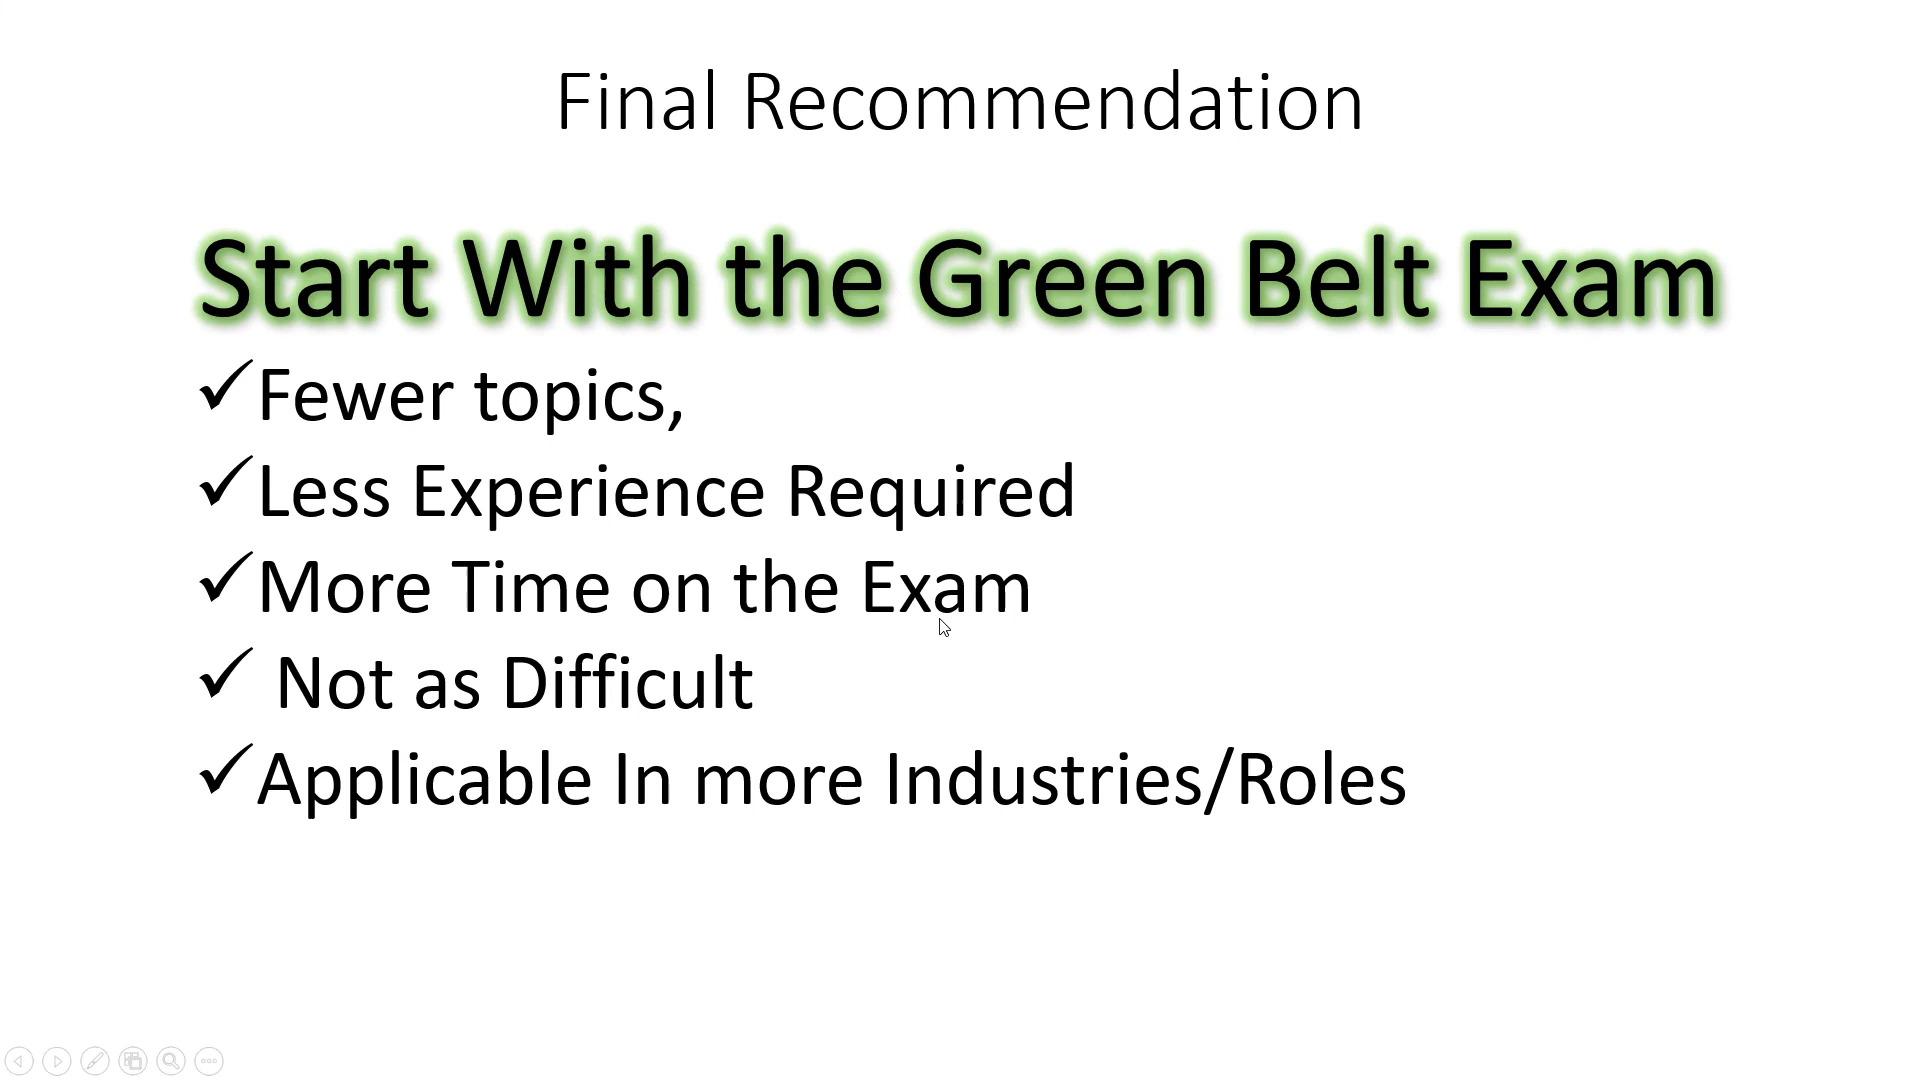 Final Recommendation
Start With the Green Belt Exam
✓Fewer topics,
✓Less Experience Required
✓More Time on the Exam
✓ Not as Difficult
✓Applicable In more Industries/Roles